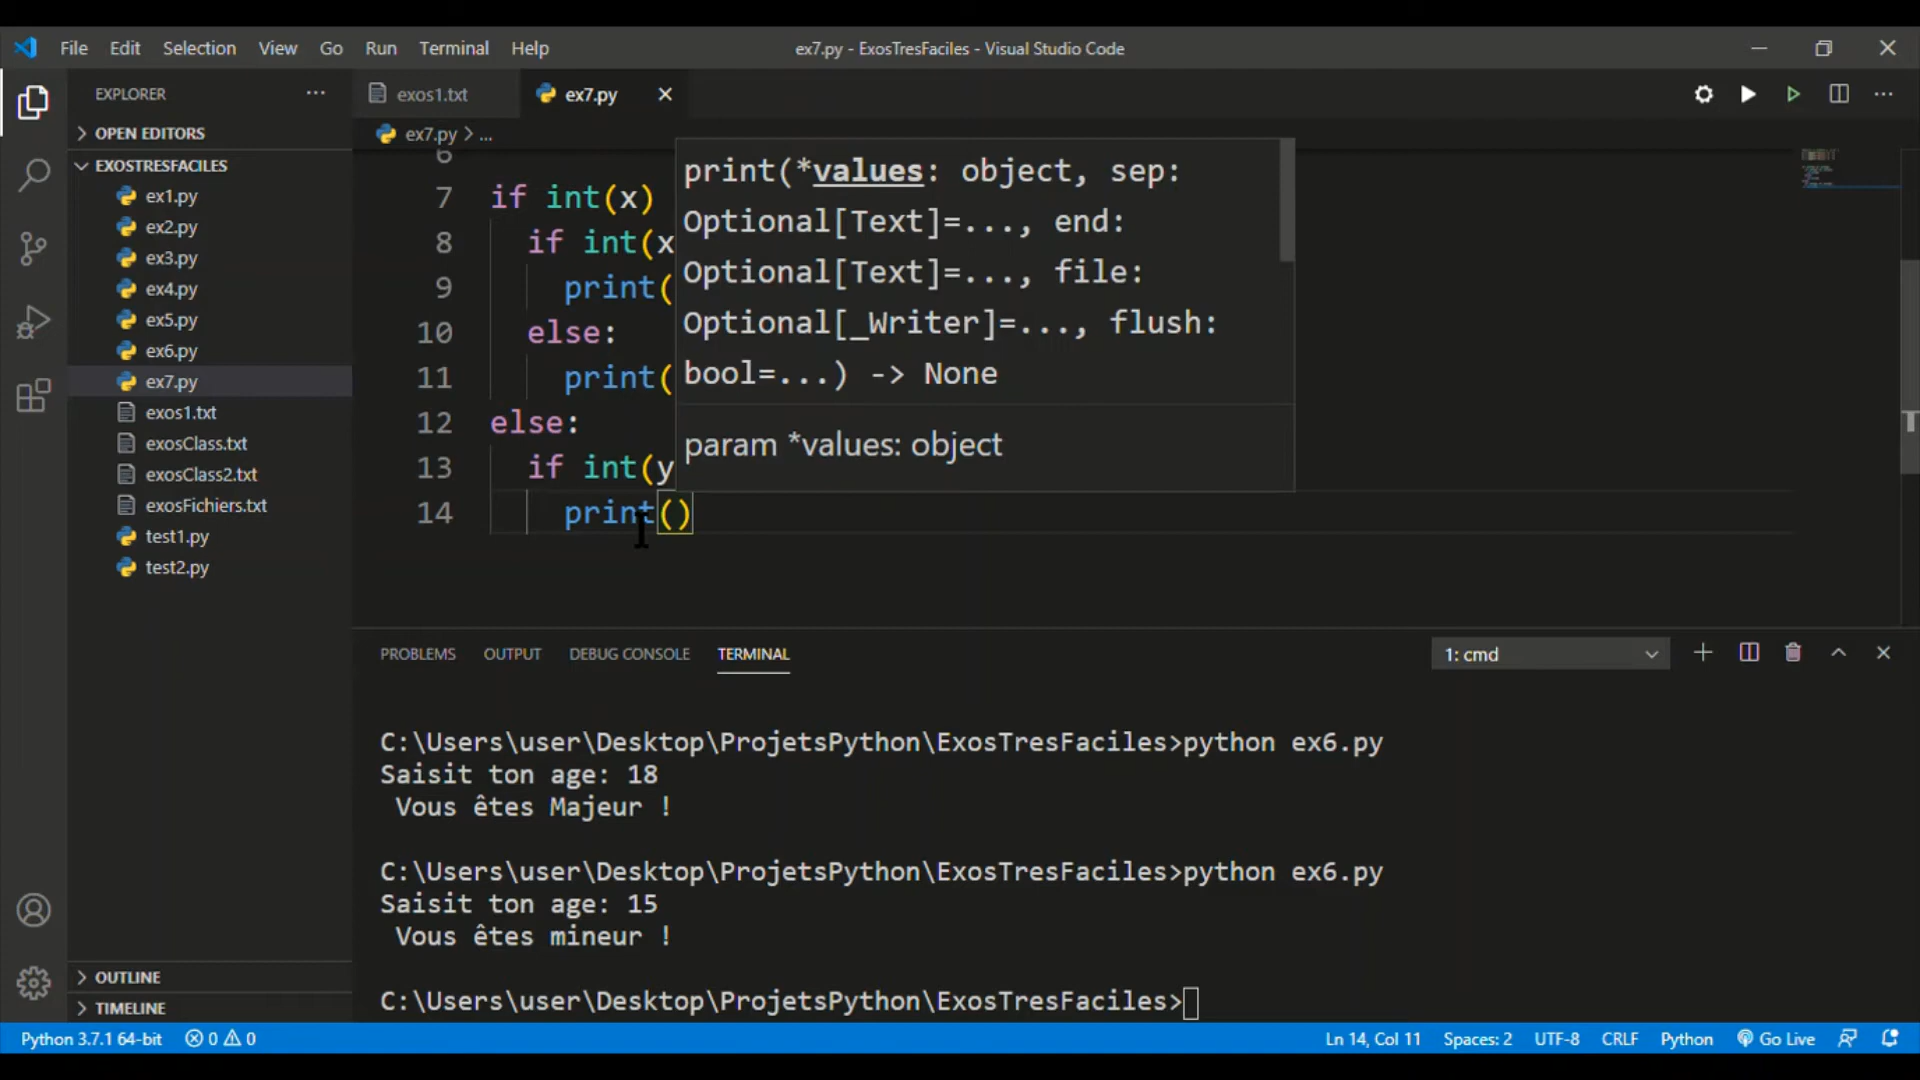 File Edit Selection View Go Run Terminal Help
ex7.py - ExosTresFaciles - Visual Studio Code
EXPLORER
OPEN EDITORS
EXOSTRESFACILES
ex1.py
ex2.py
ex3.py
ex4.py
ex5.py
ex6.py
ex7.py
exos1.txt
exosClass.txt
exosClass2.txt
exosFichiers.txt
test1.py
test2.py
OUTLINE
TIMELINE
exos1.txt
ex7.py
ex7.py > ...
6
7 if int(x)
8 if int(x
9 print(
10 else:
11 print(
12 else:
13 if int(y
14 print()
print(*values: object, sep:
Optional[Text]=..., end:
Optional[Text]=..., file:
Optional[_Writer]=..., flush:
bool=...) -> None
param *values: object
PROBLEMS OUTPUT DEBUG CONSOLE TERMINAL
1: cmd
C:\Users\user\Desktop\ProjetsPython\ExosTresFaciles>python ex6.py
Saisit ton age: 18
Vous êtes Majeur !
C:\Users\user\Desktop\ProjetsPython\ExosTresFaciles>python ex6.py
Saisit ton age: 15
Vous êtes mineur !
C:\Users\user\Desktop\ProjetsPython\ExosTresFaciles>
Python 3.7.1 64-bit 0 0
Ln 14, Col 11 Spaces: 2 UTF-8 CRLF Python Go Live